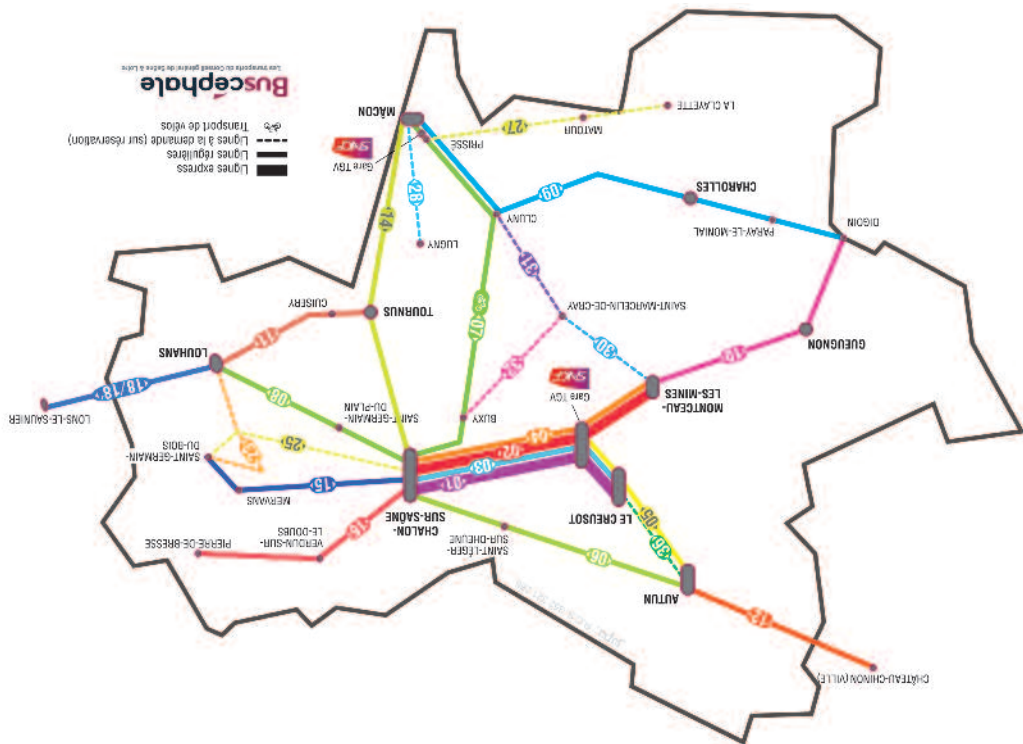 CHÂTEAU-CHINON (VILLE)
12
AUTUN
06
36
05
SAINT-LÉGER-
SUR-DHEUNE
LE CREUSOT
CHALON-
SUR-SAÔNE
VERDUN-SUR-
LE-DOUBS
PIERRE-DE-BRESSE
16
01
03
02
04
15
MERVANS
SAINT-GERMAIN-
DU-BOIS
25
Gare TGV
SNCF
MONTCEAU-
LES-MINES
BUXY
SAINT-GERMAIN-
DU-PLAIN
08
LONS-LE-SAUNIER
18/18'
LOUHANS
GUEUGNON
30
32
07
11
TOURNUS
CUISERY
SAINT-MARCELIN-DE-CRAY
31
DIGOIN
PARAY-LE-MONIAL
CHAROLLES
09
CLUNY
LUGNY
28
14
LA CLAYETTE
MATOUR
27
PRISSÉ
Gare TGV
SNCF
MÂCON
Lignes express
Lignes régulières
Lignes à la demande (sur réservation)
Transport de vélos
Buscéphale
Les transports du Conseil général de Saône & Loire